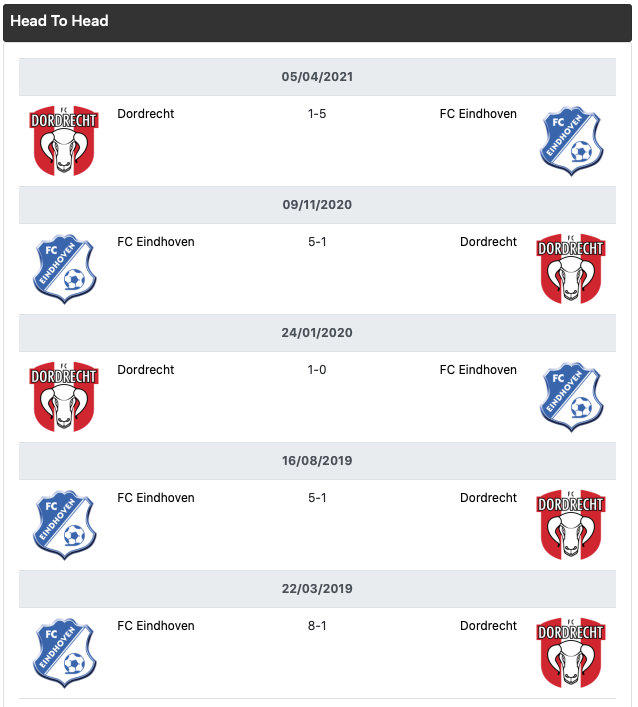 Head To Head
05/04/2021
FC
DORDRECHT
Dordrecht 1-5 FC Eindhoven
FC
EINDHOVEN
09/11/2020
FC
EINDHOVEN
FC Eindhoven 5-1 Dordrecht
FC
DORDRECHT
24/01/2020
FC
DORDRECHT
Dordrecht 1-0 FC Eindhoven
FC
EINDHOVEN
16/08/2019
FC
EINDHOVEN
FC Eindhoven 5-1 Dordrecht
FC
DORDRECHT
22/03/2019
FC
EINDHOVEN
FC Eindhoven 8-1 Dordrecht
FC
DORDRECHT